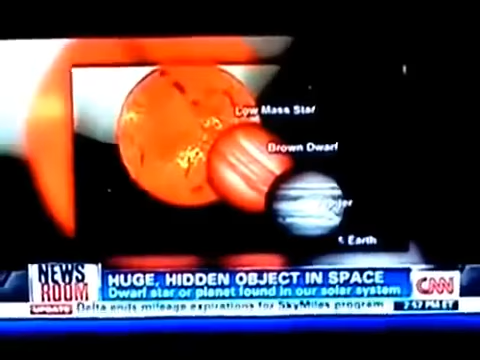 Low Mass Star
Brown Dwarf
Earth
NEWS
ROOM
HUGE, HIDDEN OBJECT IN SPACE
CNN
Dwarf star or planet found in our solar system
UPDATE
Delta ends mileage expirations for SkyMiles program
2:57 PM ET